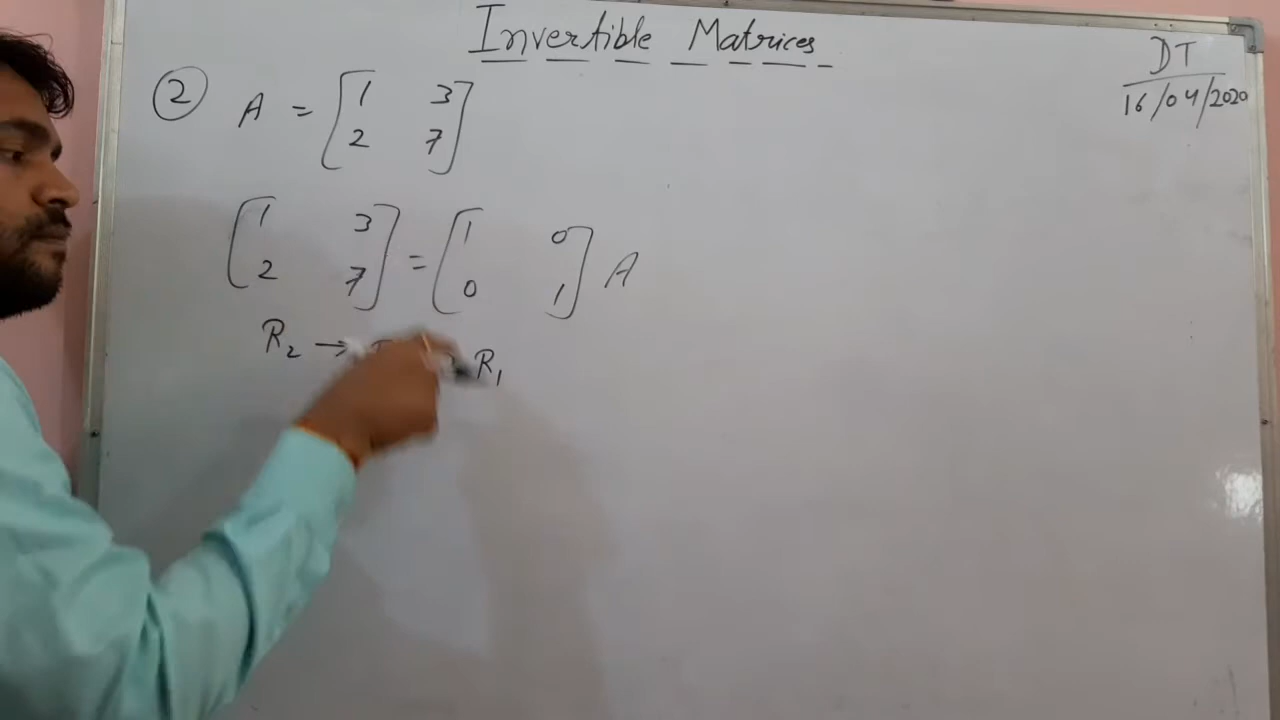 Invertible Matrices
DT
16/04/2020
② A = [1 3
2 7]
[1 3
2 7] = [1 0
0 1] A
R₂ → R₁